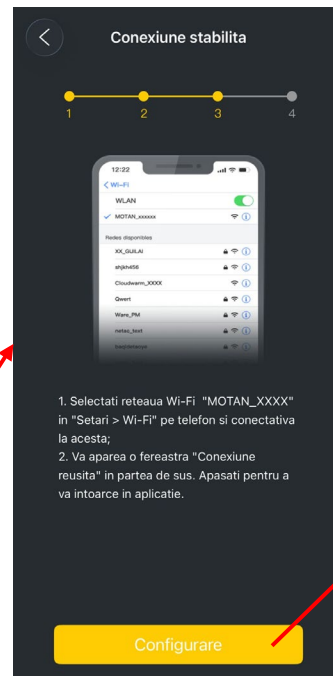 Conexiune stabilita
1 2 3 4
12:22
Wi-Fi
WLAN
MOTAN_xxxxxx
Redes disponibles
XX_GUILAI
shjkh456
Cloudwarm_XXXX
Qwert
Ware_PM
1. Selectati reteaua Wi-Fi "MOTAN_XXXX"
in "Setari > Wi-Fi" pe telefon si conectativa
la acesta;
2. Va aparea o fereastra "Conexiune
reusita" in partea de sus. Apasati pentru a
va intoarce in aplicatie.
Configurare